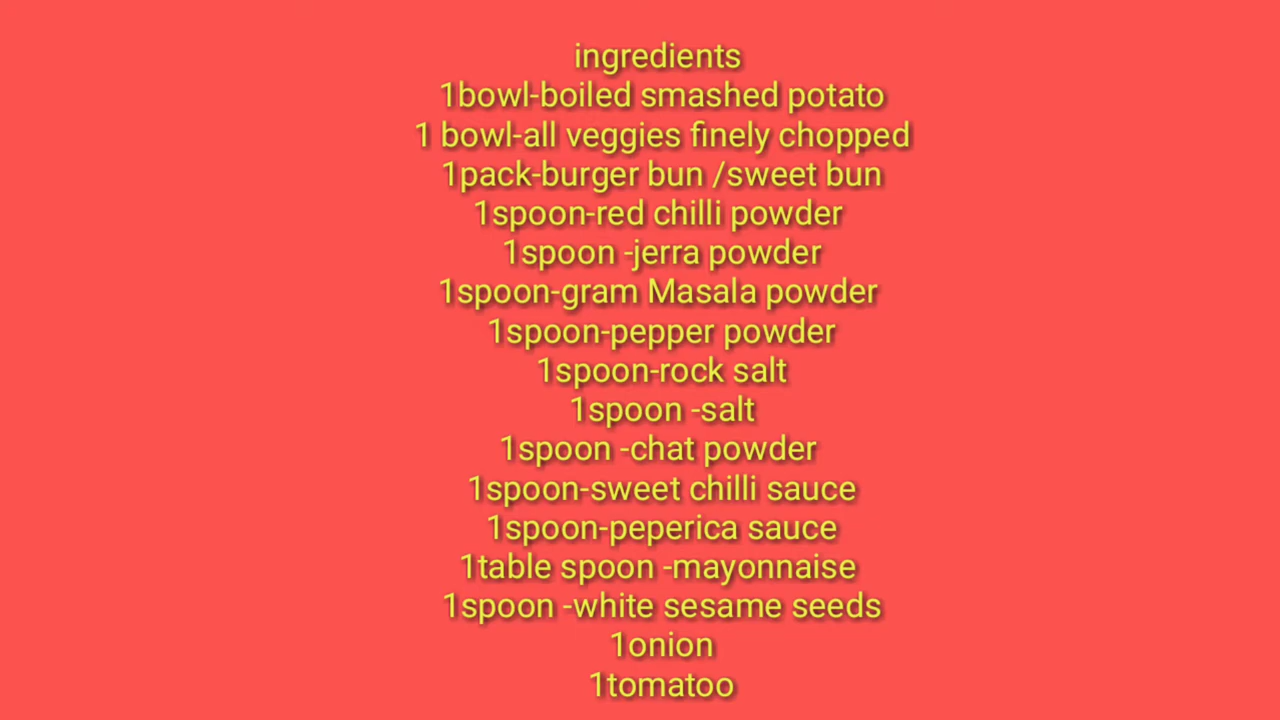 ingredients
1bowl-boiled smashed potato
1 bowl-all veggies finely chopped
1pack-burger bun /sweet bun
1spoon-red chilli powder
1spoon -jerra powder
1spoon-gram Masala powder
1spoon-pepper powder
1spoon-rock salt
1spoon -salt
1spoon -chat powder
1spoon-sweet chilli sauce
1spoon-peperica sauce
1table spoon -mayonnaise
1spoon -white sesame seeds
1onion
1tomatoo